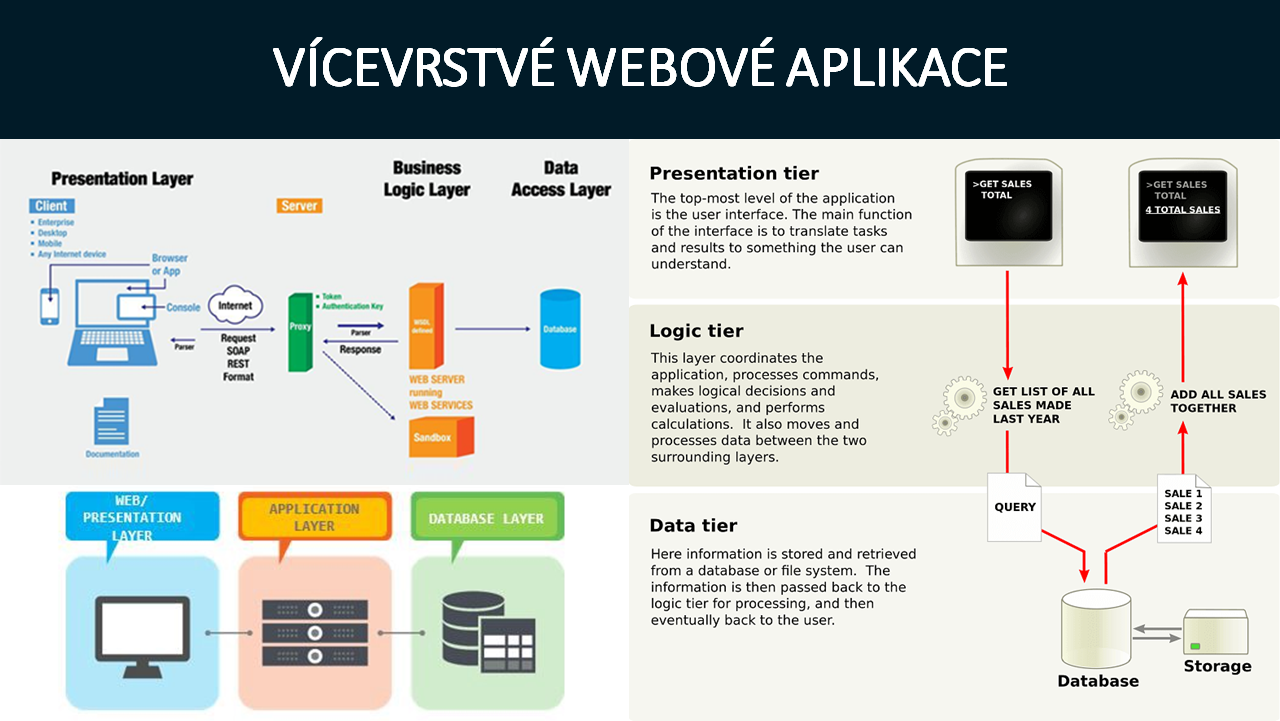 VÍCEVRSTVÉ WEBOVÉ APLIKACE
Presentation Layer
Business
Logic Layer
Data
Access Layer
Client
Enterprise
Desktop
Mobile
Any Internet device
Server
Browser
or App
Console
Internet
Parser
Request
SOAP
REST
Format
Proxy
Token
Authentication Key
Parser
Response
WSDL
defined
Database
WEB SERVER
running
WEB SERVICES
Sandbox
Documentation
WEB/
PRESENTATION
LAYER
APPLICATION
LAYER
DATABASE LAYER
Presentation tier
The top-most level of the application
is the user interface. The main function
of the interface is to translate tasks
and results to something the user can
understand.
>GET SALES
TOTAL
>GET SALES
TOTAL
4 TOTAL SALES
Logic tier
This layer coordinates the
application, processes commands,
makes logical decisions and
evaluations, and performs
calculations. It also moves and
processes data between the two
surrounding layers.
GET LIST OF ALL
SALES MADE
LAST YEAR
ADD ALL SALES
TOGETHER
QUERY
SALE 1
SALE 2
SALE 3
SALE 4
Data tier
Here information is stored and retrieved
from a database or file system. The
information is then passed back to the
logic tier for processing, and then
eventually back to the user.
Database
Storage